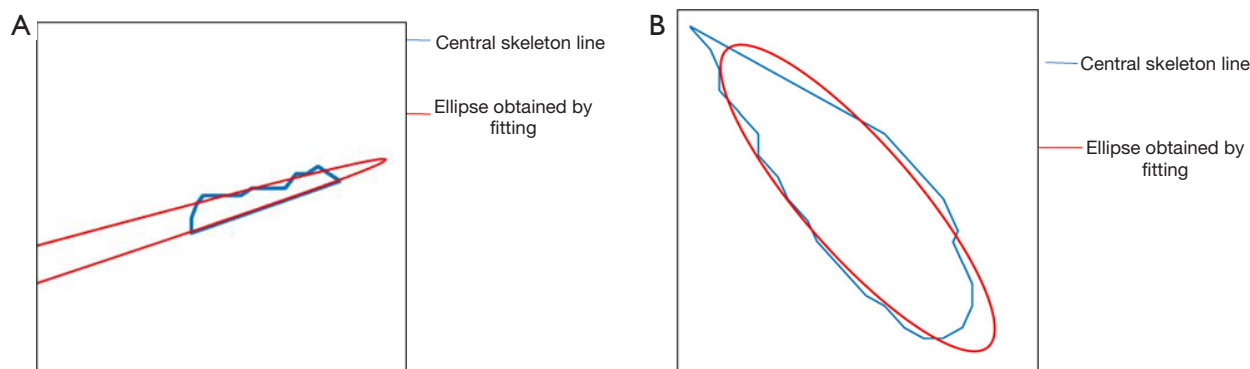 A
Central skeleton line
Ellipse obtained by
fitting
B
Central skeleton line
Ellipse obtained by
fitting